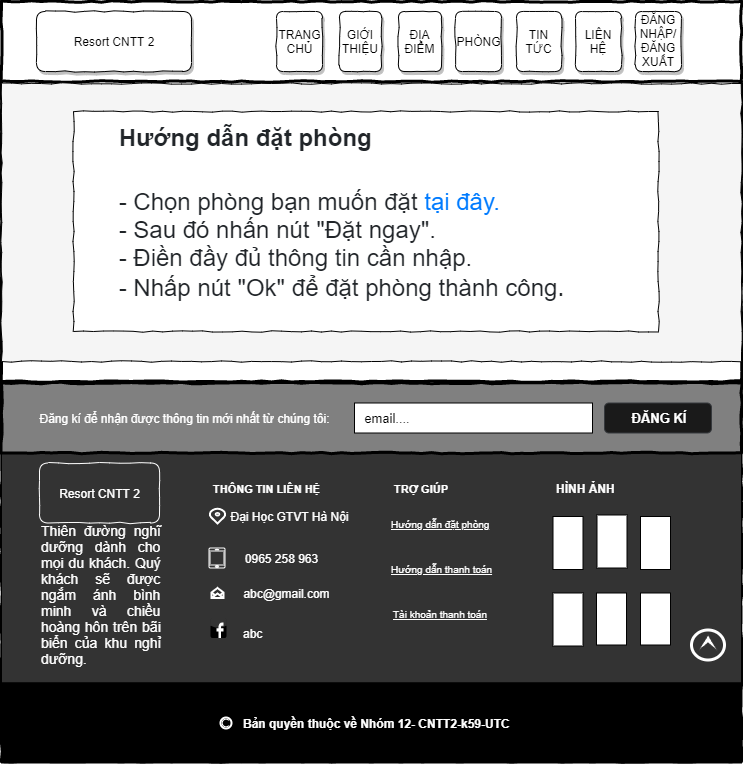 Resort CNTT 2
TRANG
CHỦ
GIỚI
THIỆU
ĐỊA
ĐIỂM
PHÒNG
TIN
TỨC
LIÊN
HỆ
ĐĂNG
NHẬP/
ĐĂNG
XUẤT
Hướng dẫn đặt phòng
- Chọn phòng bạn muốn đặt tại đây.
- Sau đó nhấn nút "Đặt ngay".
- Điền đầy đủ thông tin cần nhập.
- Nhấp nút "Ok" để đặt phòng thành công.
Đăng kí để nhận được thông tin mới nhất từ chúng tôi:
email....
ĐĂNG KÍ
Resort CNTT 2
Thiên đường nghĩ
dưỡng dành cho
mọi du khách. Quý
khách sẽ được
ngắm ánh bình
minh và chiều
hoàng hôn trên bãi
biển của khu nghỉ
dưỡng.
THÔNG TIN LIÊN HỆ
Đại Học GTVT Hà Nội
0965 258 963
abc@gmail.com
abc
TRỢ GIÚP
Hướng dẫn đặt phòng
Hướng dẫn thanh toán
Tài khoản thanh toán
HÌNH ẢNH
© Bản quyền thuộc về Nhóm 12- CNTT2-k59-UTC